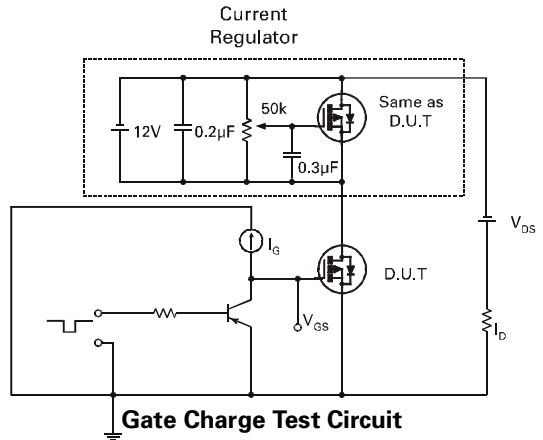 Current
Regulator
50k
Same as
D.U.T
12V
0.2µF
0.3µF
V_DS
I_G
D.U.T
V_GS
I_D
Gate Charge Test Circuit